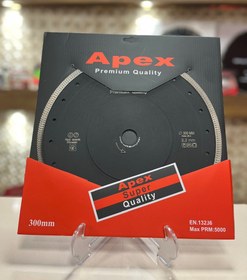 Apex
Premium Quality
Apex
Super
Quality
300mm
EN.13236
Max PRM:5000